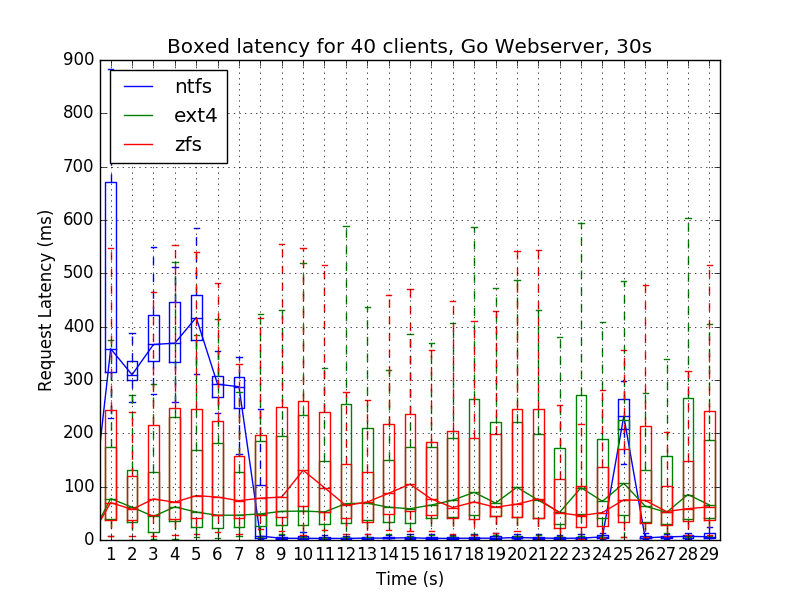 Boxed latency for 40 clients, Go Webserver, 30s
900
800
700
600
500
400
300
200
100
0
Request Latency (ms)
ntfs
ext4
zfs
1 2 3 4 5 6 7 8 9 10 11 12 13 14 15 16 17 18 19 20 21 22 23 24 25 26 27 28 29
Time (s)